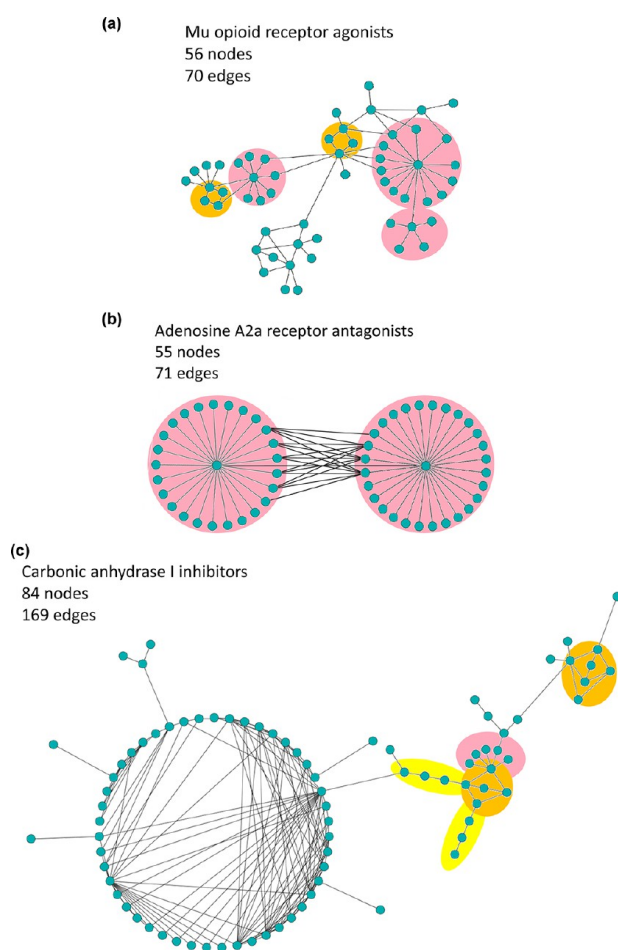 (a)
Mu opioid receptor agonists
56 nodes
70 edges
(b)
Adenosine A2a receptor antagonists
55 nodes
71 edges
(c)
Carbonic anhydrase I inhibitors
84 nodes
169 edges